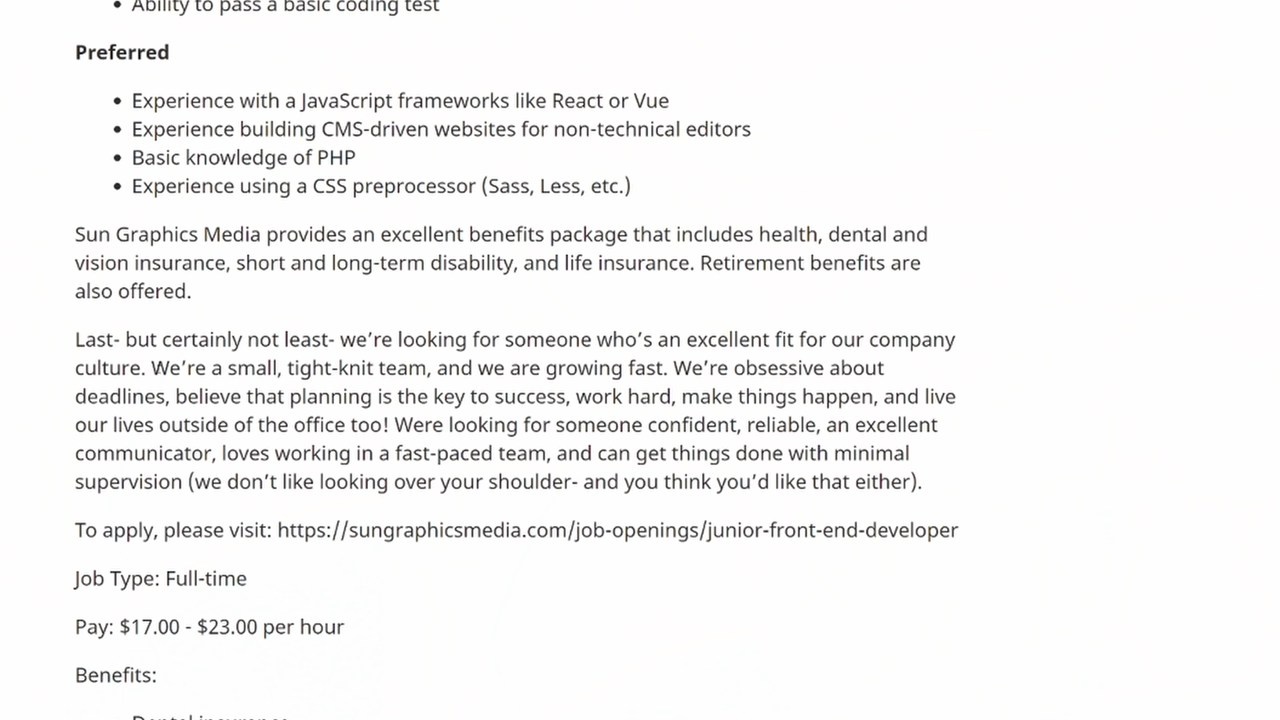 • Ability to pass a basic coding test
Preferred
• Experience with a JavaScript frameworks like React or Vue
• Experience building CMS-driven websites for non-technical editors
• Basic knowledge of PHP
• Experience using a CSS preprocessor (Sass, Less, etc.)
Sun Graphics Media provides an excellent benefits package that includes health, dental and
vision insurance, short and long-term disability, and life insurance. Retirement benefits are
also offered.
Last- but certainly not least- we’re looking for someone who’s an excellent fit for our company
culture. We’re a small, tight-knit team, and we are growing fast. We’re obsessive about
deadlines, believe that planning is the key to success, work hard, make things happen, and live
our lives outside of the office too! Were looking for someone confident, reliable, an excellent
communicator, loves working in a fast-paced team, and can get things done with minimal
supervision (we don’t like looking over your shoulder- and you think you’d like that either).
To apply, please visit: https://sungraphicsmedia.com/job-openings/junior-front-end-developer
Job Type: Full-time
Pay: $17.00 - $23.00 per hour
Benefits:
Dental insurance